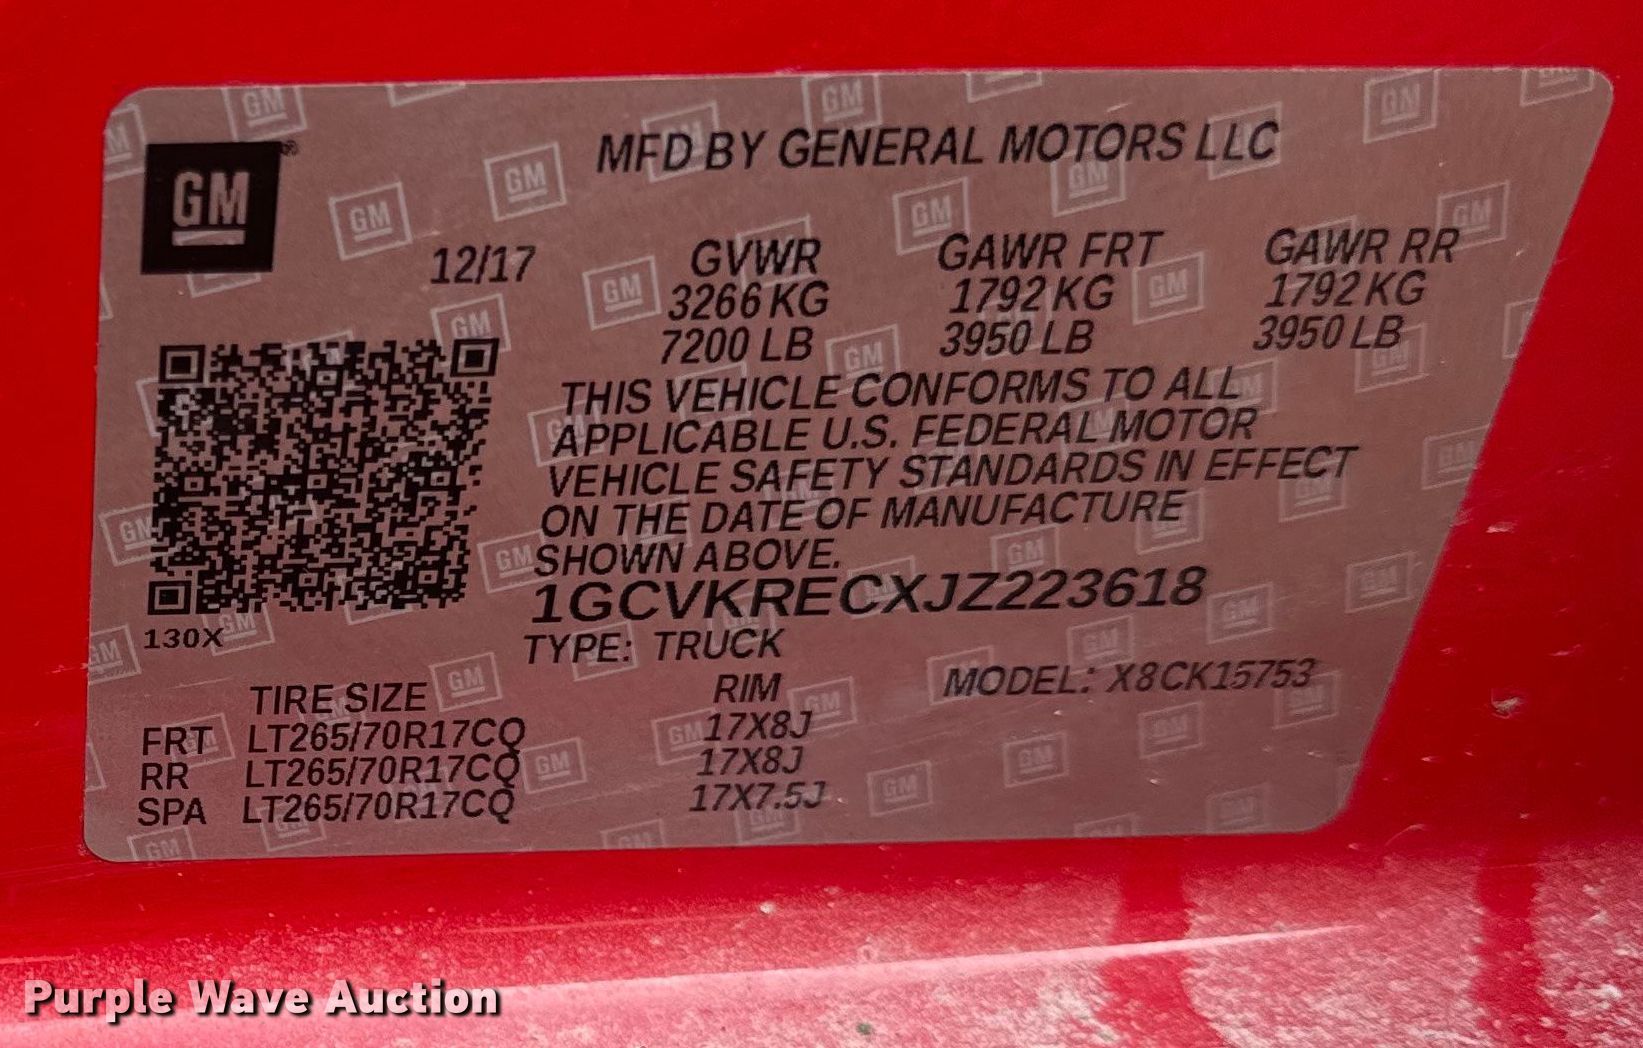 MFD BY GENERAL MOTORS LLC
GM®
12/17 GVWR GAWR FRT GAWR RR
3266 KG 1792 KG 1792 KG
7200 LB 3950 LB 3950 LB
THIS VEHICLE CONFORMS TO ALL
APPLICABLE U.S. FEDERAL MOTOR
VEHICLE SAFETY STANDARDS IN EFFECT
ON THE DATE OF MANUFACTURE
SHOWN ABOVE.
1GCVKRECXJZ223618
130X
TYPE: TRUCK
MODEL: X8CK15753
TIRE SIZE RIM
FRT LT265/70R17CQ 17X8J
RR LT265/70R17CQ 17X8J
SPA LT265/70R17CQ 17X7.5J
Purple Wave Auction